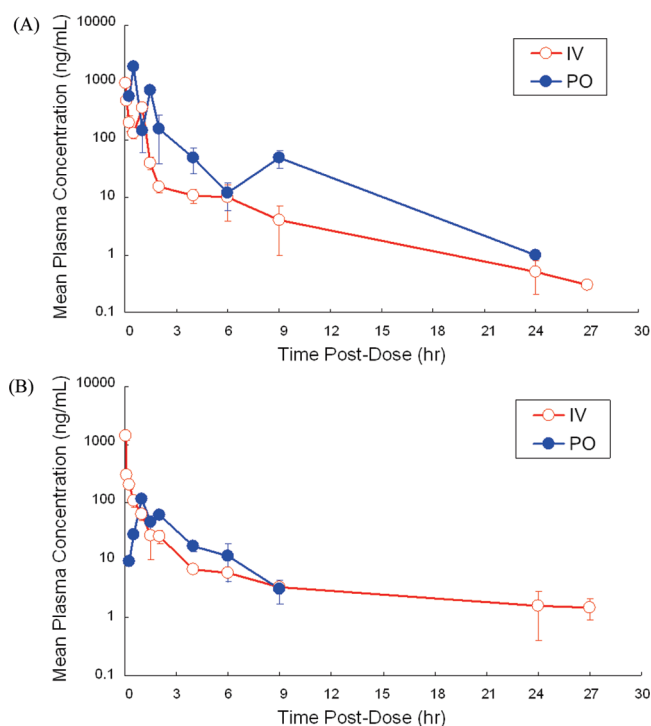 (A)
Mean Plasma Concentration (ng/mL)
10000
1000
100
10
1
0.1
IV
PO
0 3 6 9 12 15 18 21 24 27 30
Time Post-Dose (hr)
(B)
Mean Plasma Concentration (ng/mL)
10000
1000
100
10
1
0.1
IV
PO
0 3 6 9 12 15 18 21 24 27 30
Time Post-Dose (hr)